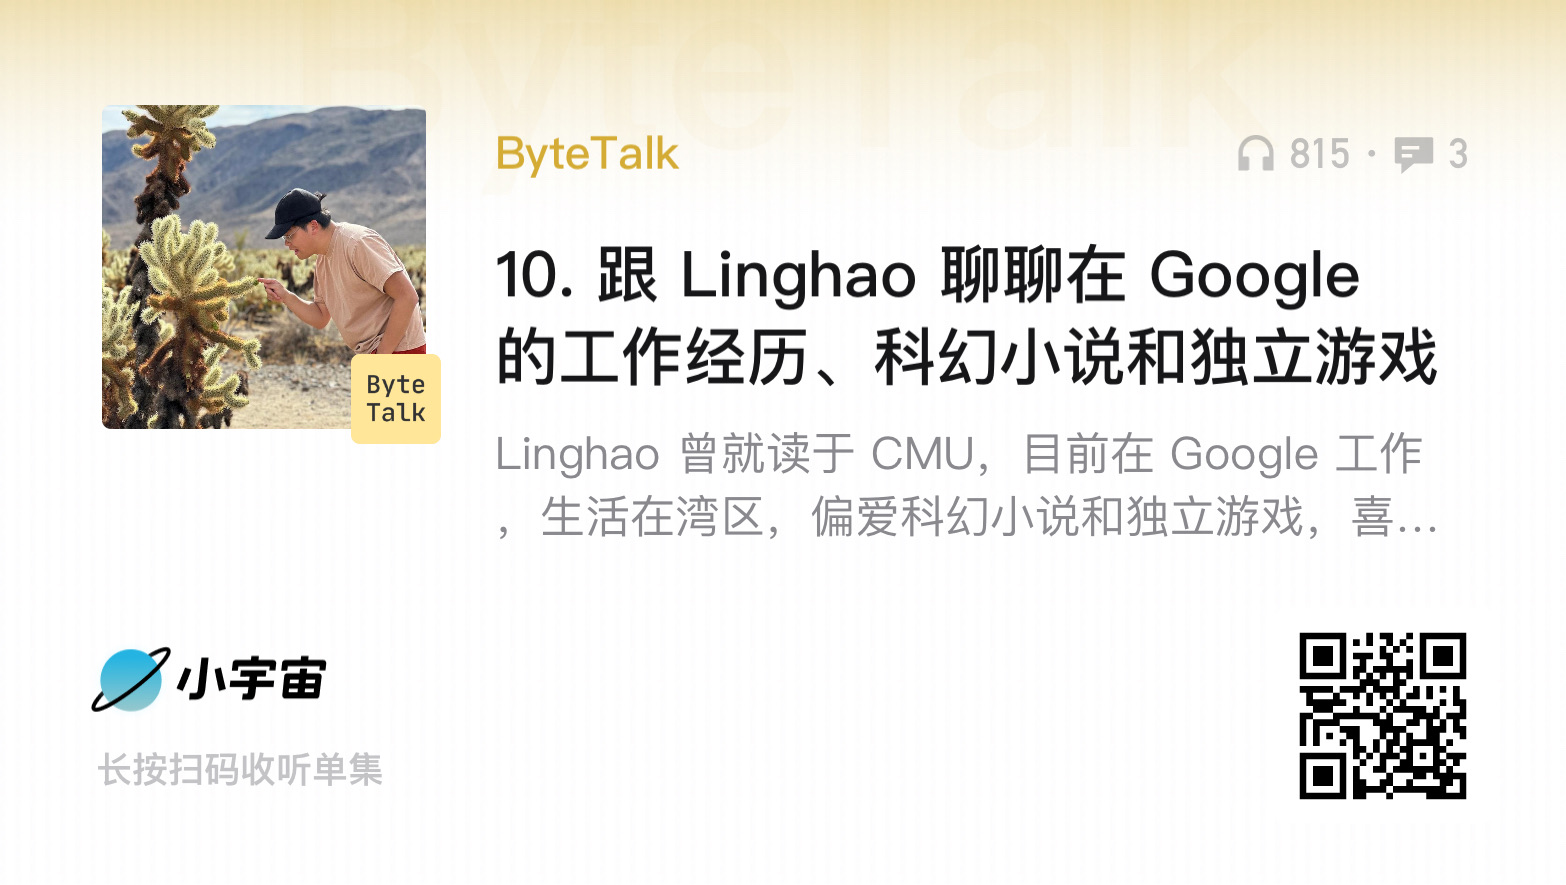 Byte Talk
ByteTalk
815 · 3
10. 跟 Linghao 聊聊在 Google
的工作经历、科幻小说和独立游戏
Linghao 曾就读于 CMU，目前在 Google 工作
，生活在湾区，偏爱科幻小说和独立游戏，喜...
Byte
Talk
小宇宙
长按扫码收听单集